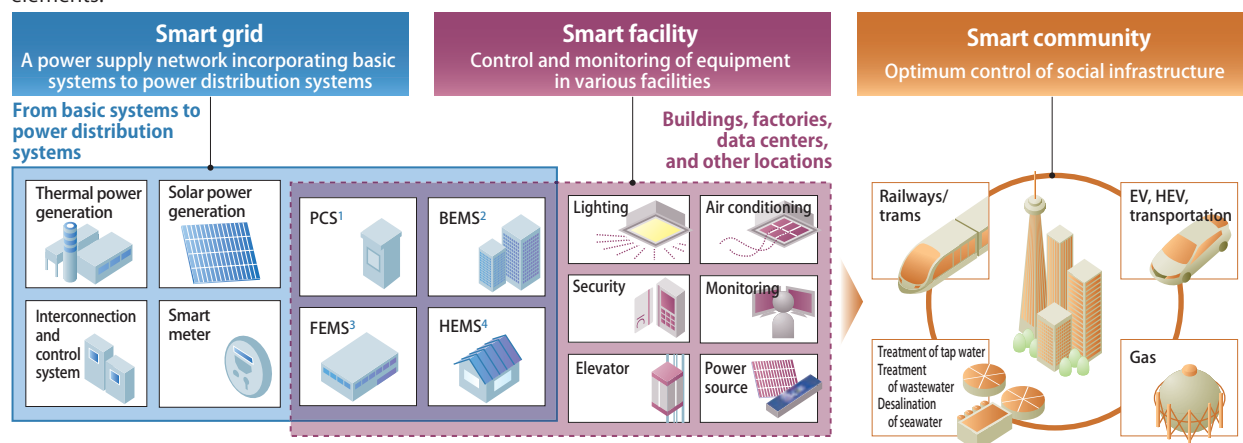 elements.
Smart grid
A power supply network incorporating basic
systems to power distribution systems
Smart facility
Control and monitoring of equipment
in various facilities
Smart community
Optimum control of social infrastructure
From basic systems to
power distribution
systems
Buildings, factories,
data centers,
and other locations
Thermal power
generation
Solar power
generation
Interconnection
and
control
system
Smart
meter
PCS1
BEMS2
FEMS3
HEMS4
Lighting
Air conditioning
Security
Monitoring
Elevator
Power
source
Railways/
trams
EV, HEV,
transportation
Treatment of tap water
Treatment
of wastewater
Desalination
of seawater
Gas